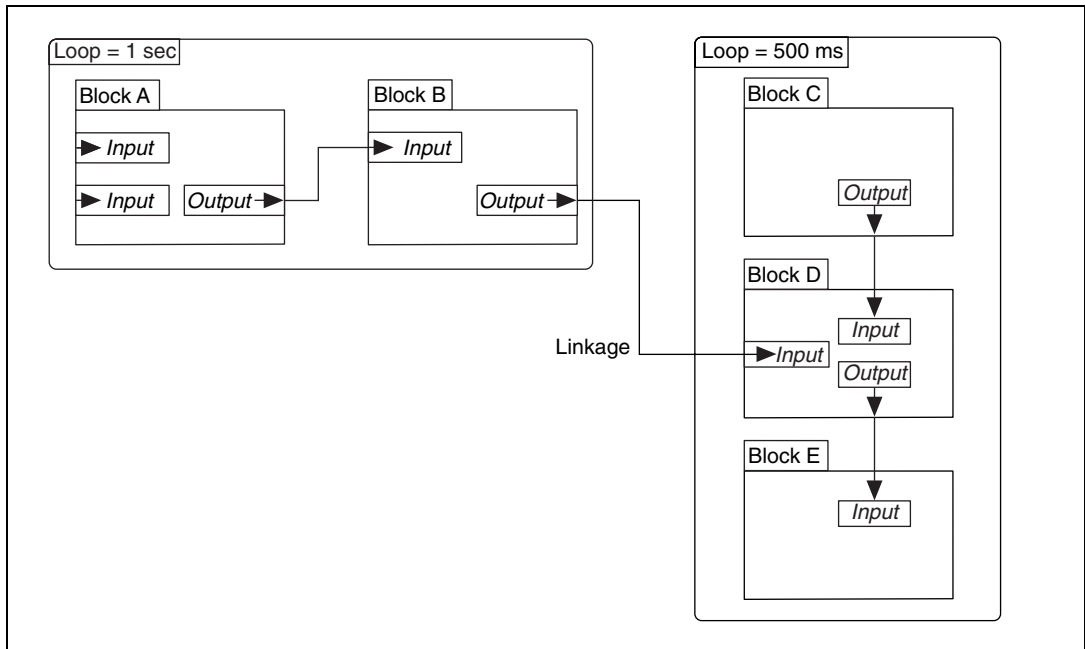 Loop = 1 sec
Block A
Input
Input
Output
Block B
Input
Output
Linkage
Loop = 500 ms
Block C
Output
Block D
Input
Input
Output
Block E
Input